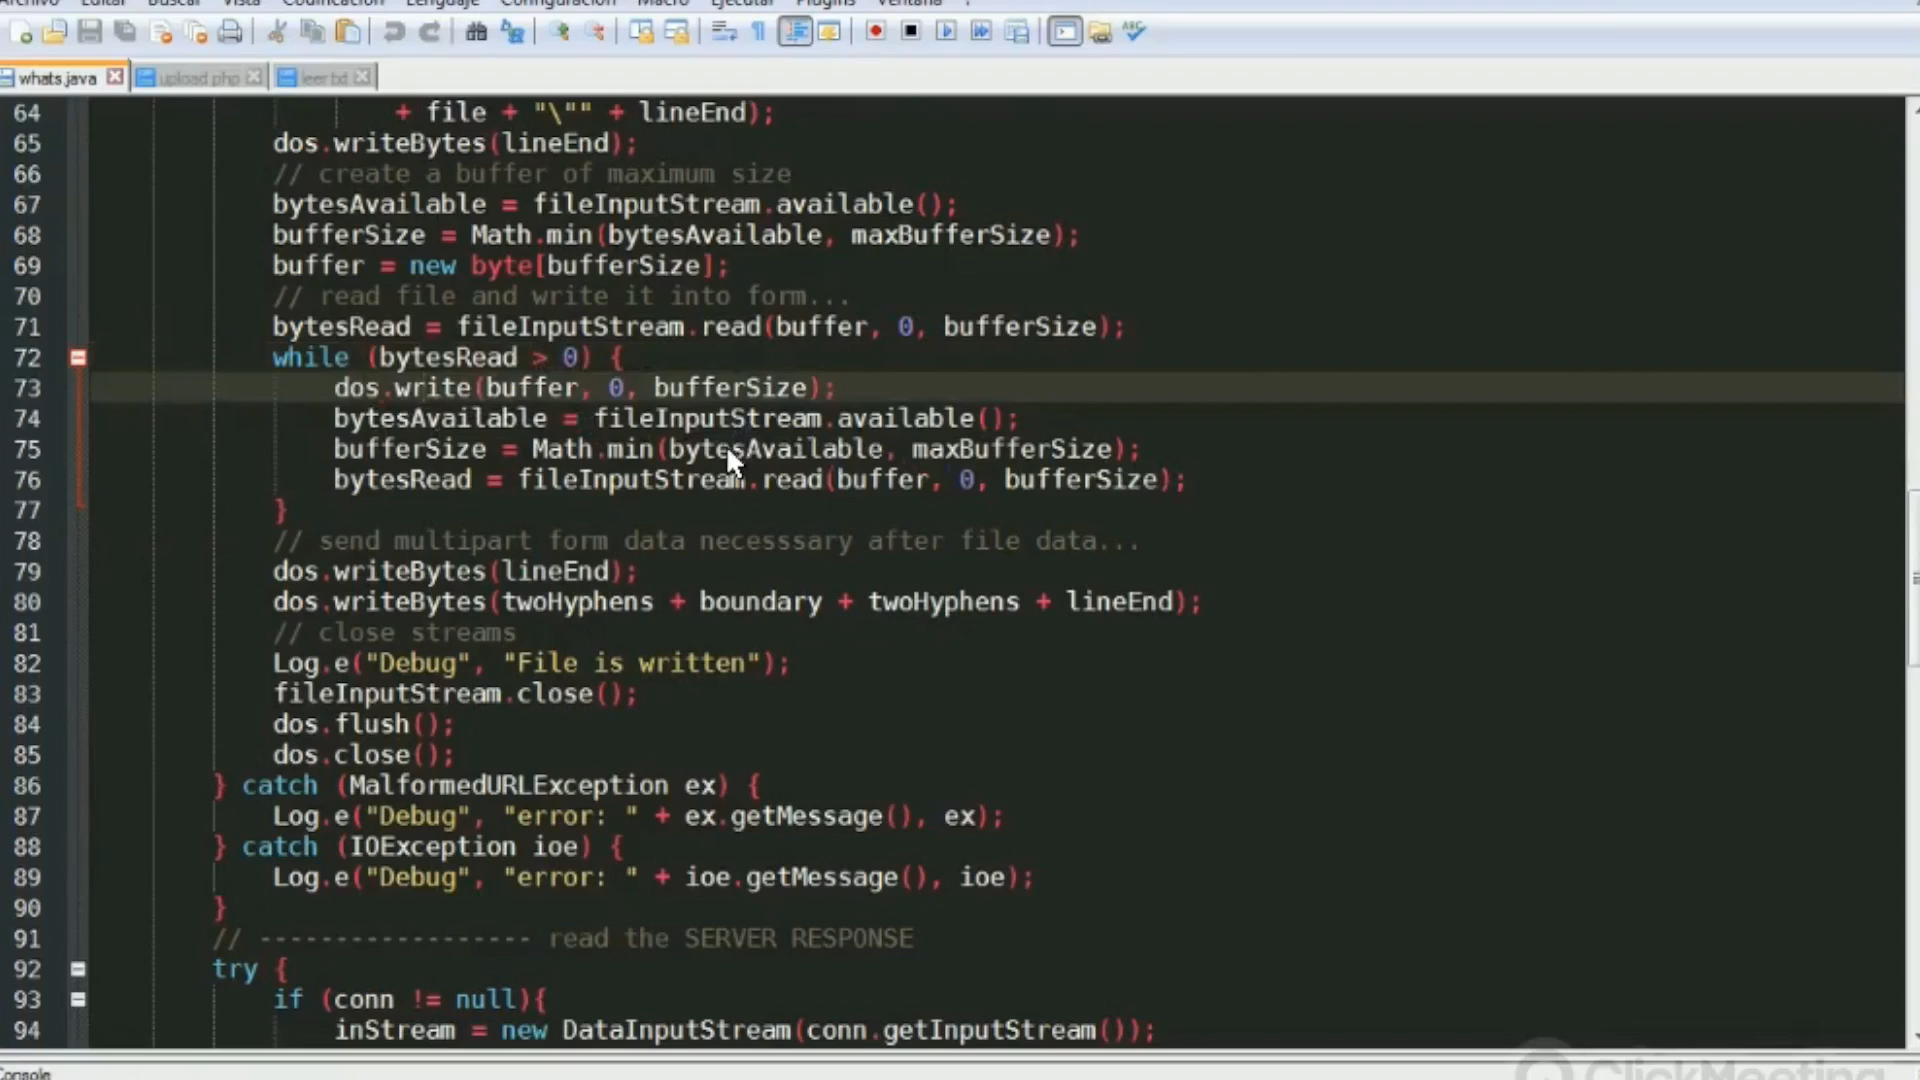 Archivo Editar Buscar Vista Codificación Lenguaje Configuración Macro Ejecutar Plugins Ventana ?
whats.java upload.php leer.txt
64 + file + "\"" + lineEnd);
65 dos.writeBytes(lineEnd);
66 // create a buffer of maximum size
67 bytesAvailable = fileInputStream.available();
68 bufferSize = Math.min(bytesAvailable, maxBufferSize);
69 buffer = new byte[bufferSize];
70 // read file and write it into form...
71 bytesRead = fileInputStream.read(buffer, 0, bufferSize);
72 while (bytesRead > 0) {
73 dos.write(buffer, 0, bufferSize);
74 bytesAvailable = fileInputStream.available();
75 bufferSize = Math.min(bytesAvailable, maxBufferSize);
76 bytesRead = fileInputStream.read(buffer, 0, bufferSize);
77 }
78 // send multipart form data necesssary after file data...
79 dos.writeBytes(lineEnd);
80 dos.writeBytes(twoHyphens + boundary + twoHyphens + lineEnd);
81 // close streams
82 Log.e("Debug", "File is written");
83 fileInputStream.close();
84 dos.flush();
85 dos.close();
86 } catch (MalformedURLException ex) {
87 Log.e("Debug", "error: " + ex.getMessage(), ex);
88 } catch (IOException ioe) {
89 Log.e("Debug", "error: " + ioe.getMessage(), ioe);
90 }
91 // ------------------ read the SERVER RESPONSE
92 try {
93 if (conn != null){
94 inStream = new DataInputStream(conn.getInputStream());
Console
ClickMeeting